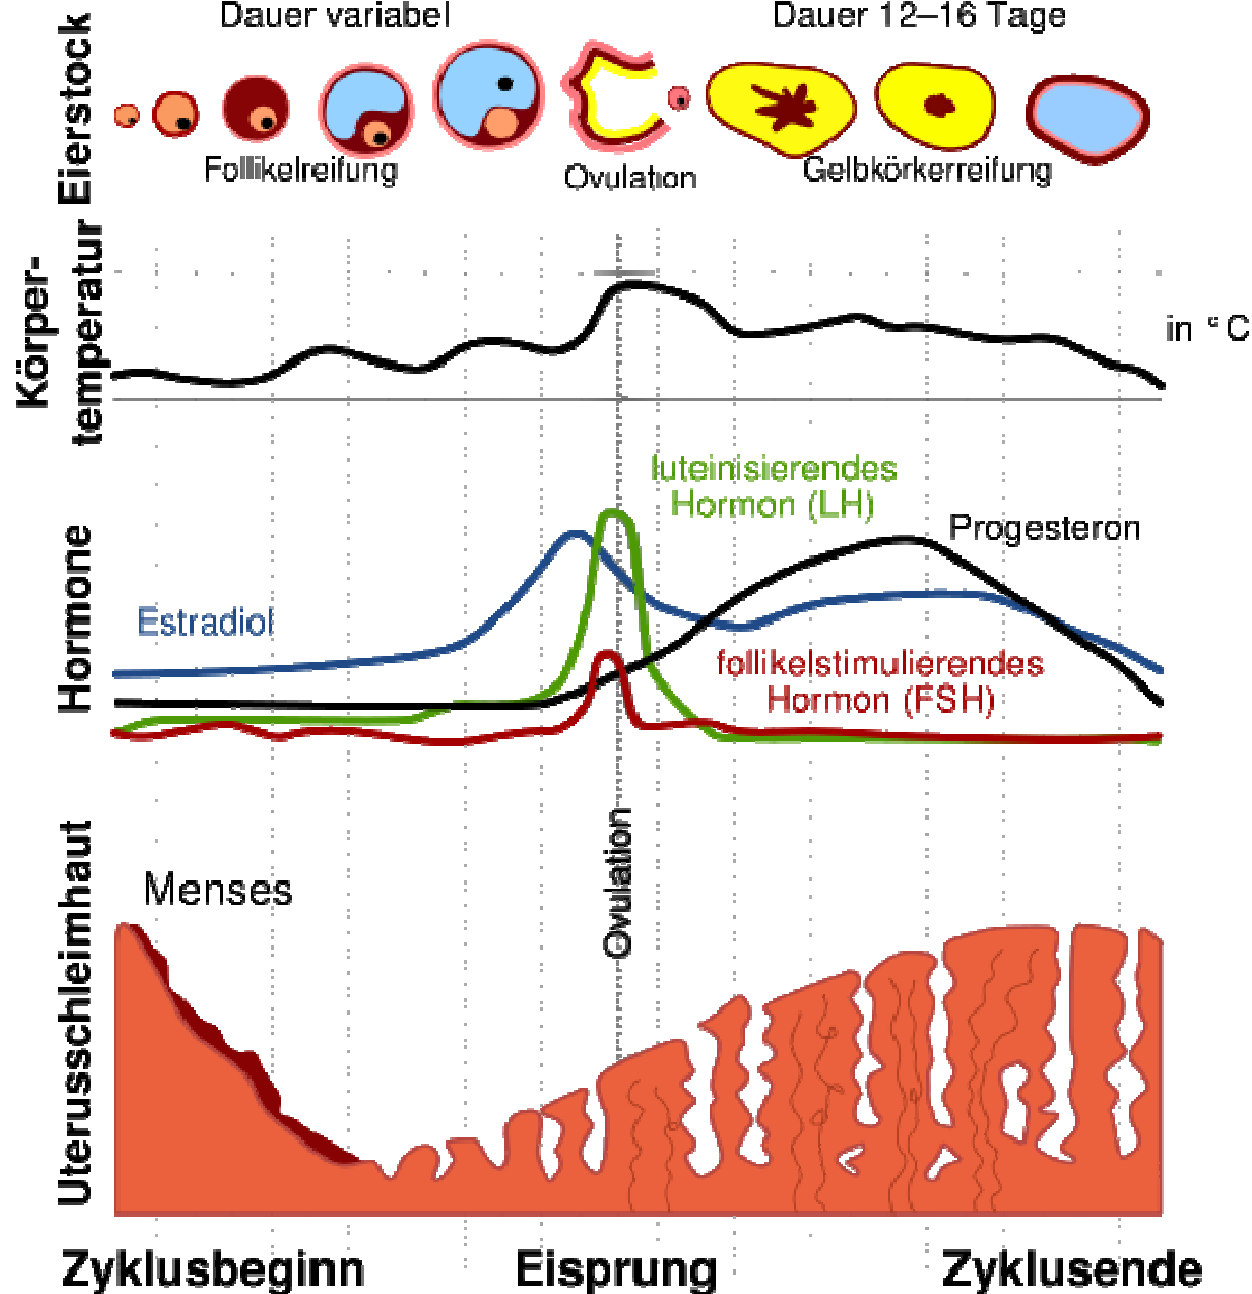 Dauer variabel
Dauer 12–16 Tage
Eierstock
Folllikelreifung
Ovulation
Gelbkörkerreifung
Körper-
temperatur
in °C
luteinisierendes
Hormon (LH)
Progesteron
Hormone
Estradiol
follikelstimulierendes
Hormon (FSH)
Ovulation
Uterusschleimhaut
Menses
Zyklusbeginn
Eisprung
Zyklusende